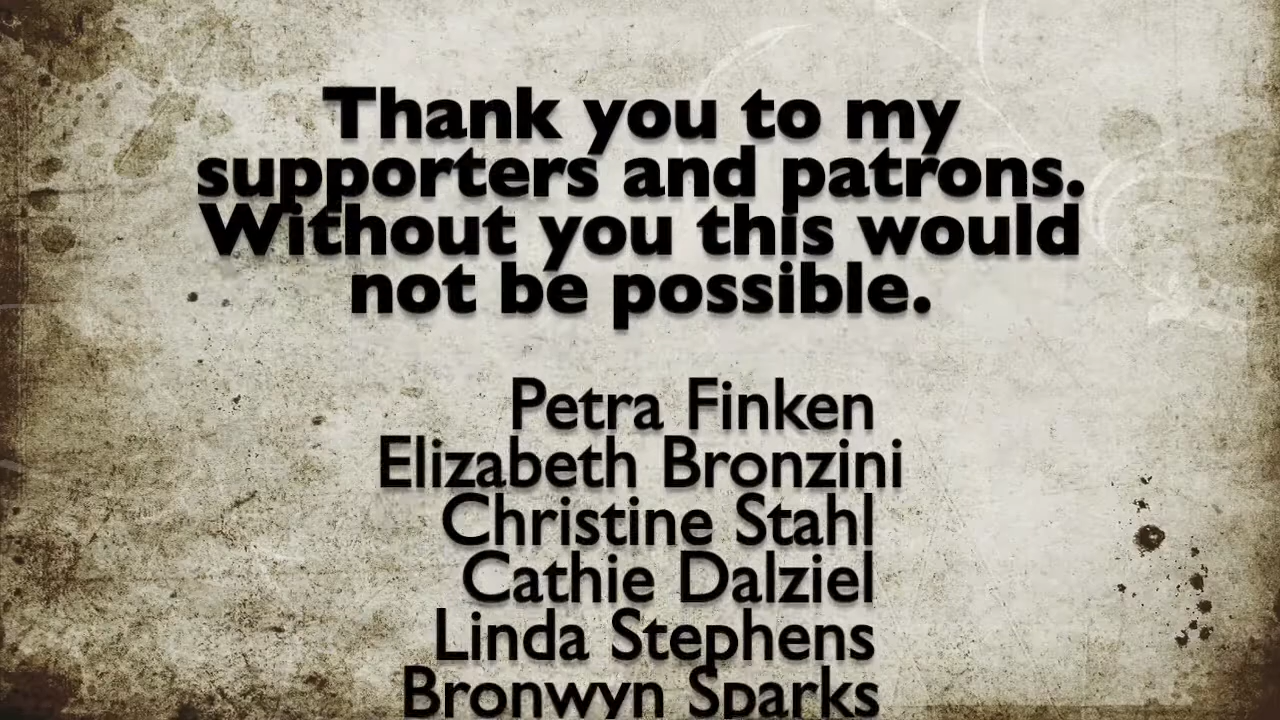 Thank you to my
supporters and patrons.
Without you this would
not be possible.
Petra Finken
Elizabeth Bronzini
Christine Stahl
Cathie Dalziel
Linda Stephens
Bronwyn Sparks